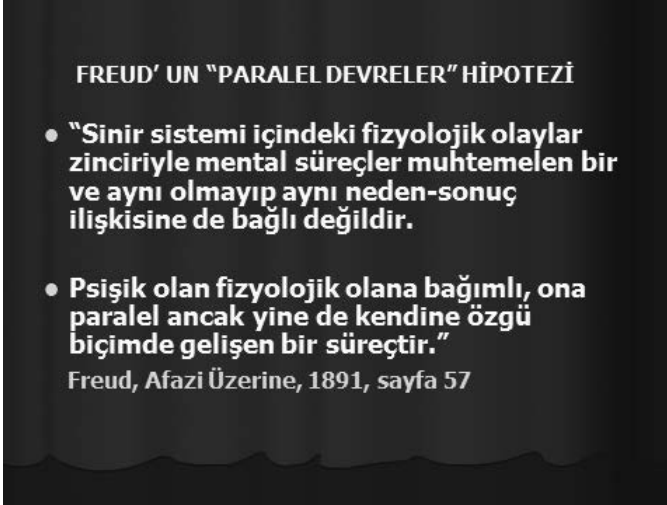 FREUD' UN "PARALEL DEVRELER" HİPOTEZİ
● "Sinir sistemi içindeki fizyolojik olaylar
zinciriyle mental süreçler muhtemelen bir
ve aynı olmayıp aynı neden-sonuç
ilişkisine de bağlı değildir.
● Psişik olan fizyolojik olana bağımlı, ona
paralel ancak yine de kendine özgü
biçimde gelişen bir süreçtir."
Freud, Afazi Üzerine, 1891, sayfa 57